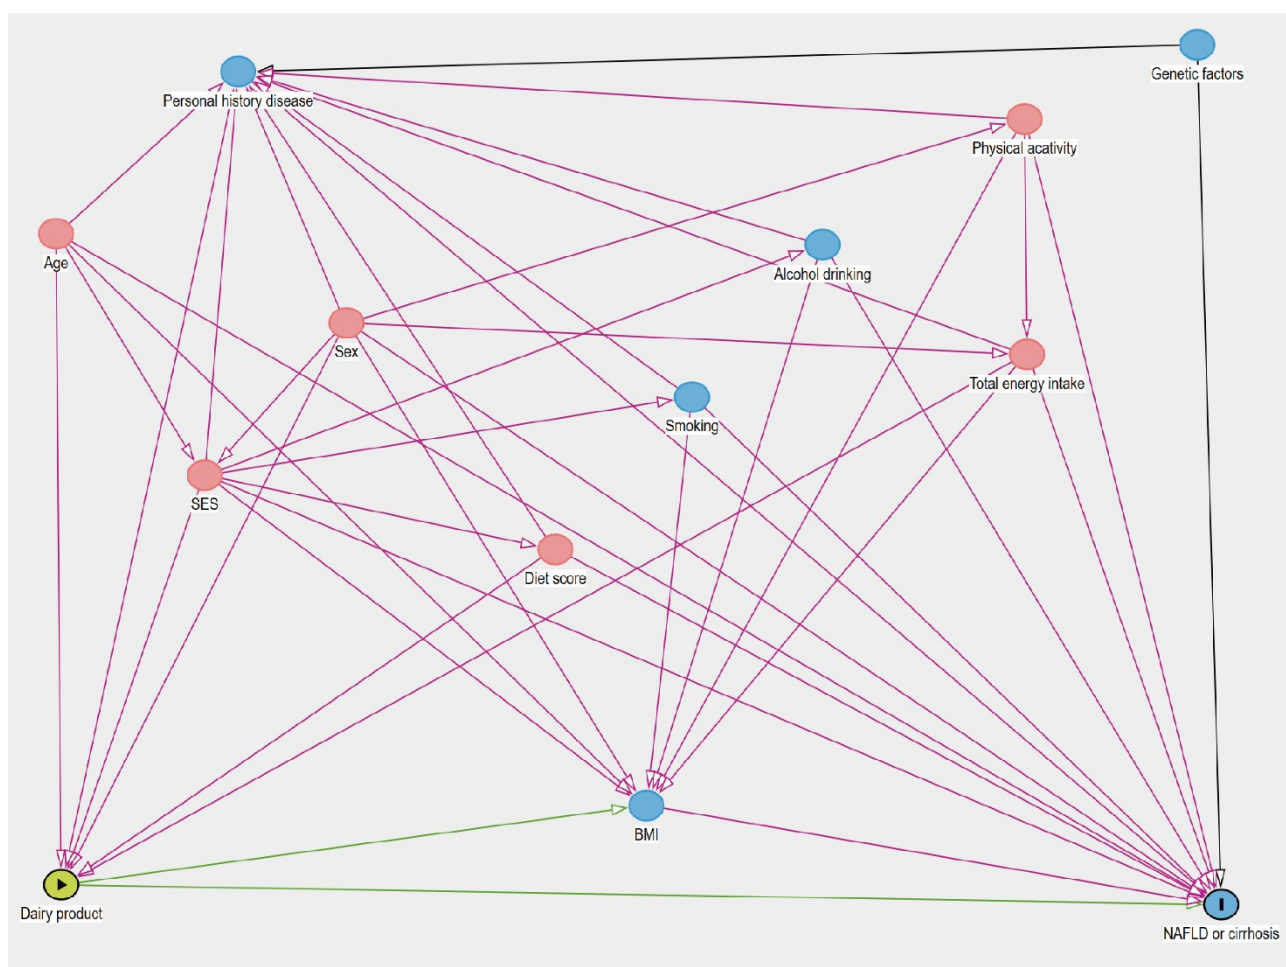 Genetic factors
Personal history disease
Physical acativity
Age
Alcohol drinking
Sex
Total energy intake
Smoking
SES
Diet score
BMI
Dairy product
NAFLD or cirrhosis